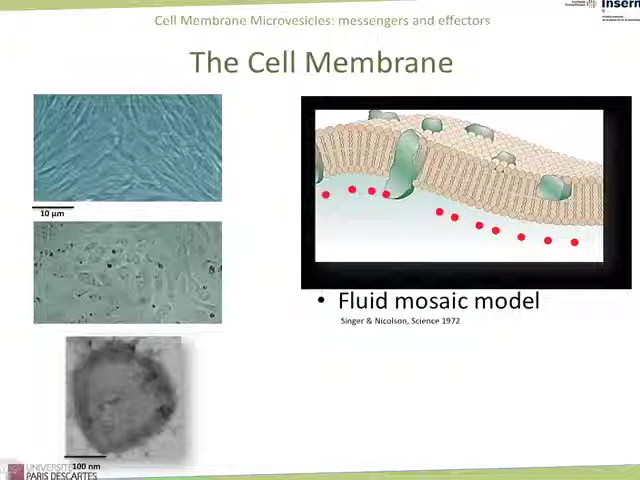 Cell Membrane Microvesicles: messengers and effectors
Inserm
The Cell Membrane
10 µm
• Fluid mosaic model
Singer & Nicolson, Science 1972
100 nm
UNIVERSITÉ
PARIS DESCARTES